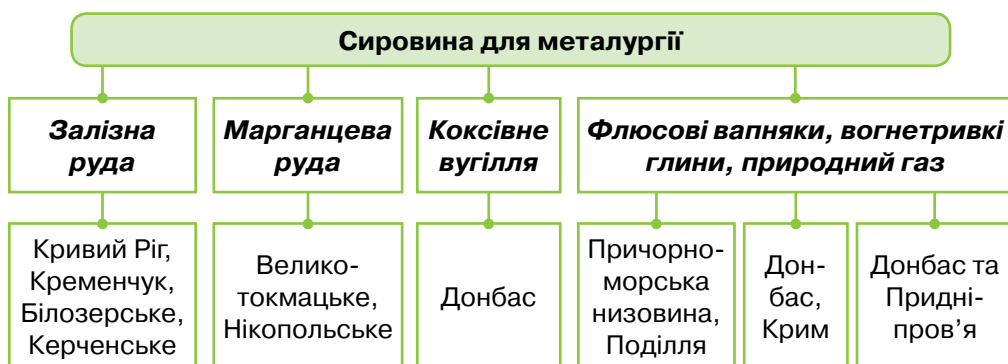 Сировина для металургії
Залізна
руда
Марганцева
руда
Коксівне
вугілля
Флюсові вапняки, вогнетривкі
глини, природний газ
Кривий Ріг,
Кременчук,
Білозерське,
Керченське
Велико-
токмацьке,
Нікопольське
Донбас
Причорно-
морська
низовина,
Поділля
Дон-
бас,
Крим
Донбас та
Придні-
пров’я